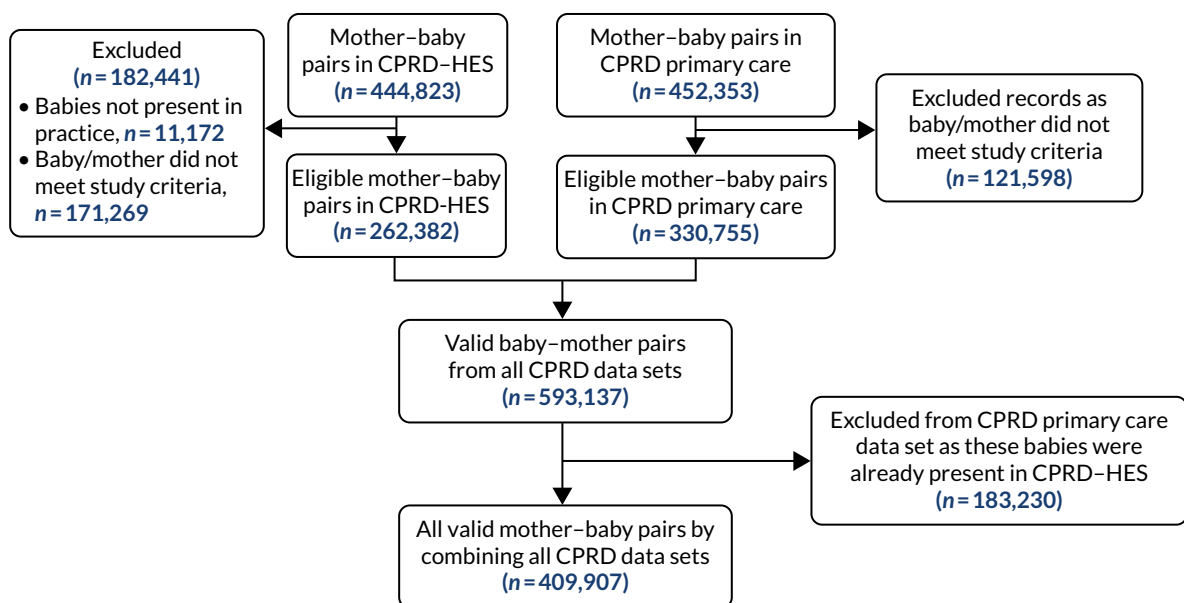 Excluded
(n = 182,441)
• Babies not present in
practice, n = 11,172
• Baby/mother did not
meet study criteria,
n = 171,269
Mother–baby
pairs in CPRD–HES
(n = 444,823)
Mother–baby pairs in
CPRD primary care
(n = 452,353)
Excluded records as
baby/mother did not
meet study criteria
(n = 121,598)
Eligible mother–baby
pairs in CPRD-HES
(n = 262,382)
Eligible mother–baby pairs
in CPRD primary care
(n = 330,755)
Valid baby–mother pairs
from all CPRD data sets
(n = 593,137)
Excluded from CPRD primary care
data set as these babies were
already present in CPRD–HES
(n = 183,230)
All valid mother–baby pairs by
combining all CPRD data sets
(n = 409,907)